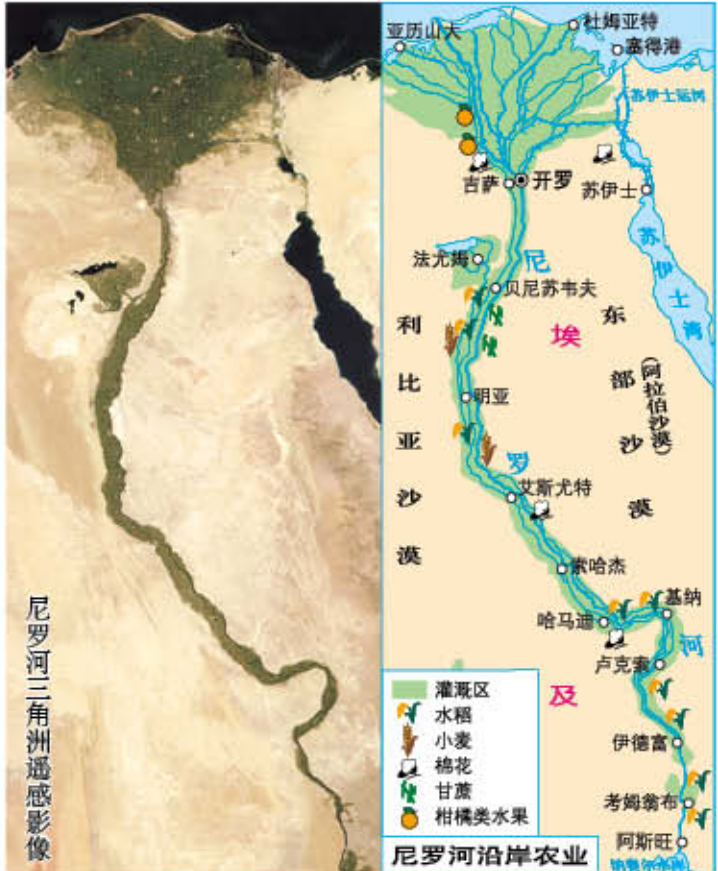 尼罗河三角洲遥感影像
亚历山大
杜姆亚特
塞得港
苏伊士运河
吉萨
开罗
苏伊士
苏伊士湾
法尤姆
尼
贝尼苏韦夫
利比亚沙漠
埃
东部沙漠
(阿拉伯沙漠)
明亚
罗
艾斯尤特
索哈杰
哈马迪
基纳
河
卢克索
及
伊德富
考姆翁布
阿斯旺
灌溉区
水稻
小麦
棉花
甘蔗
柑橘类水果
尼罗河沿岸农业